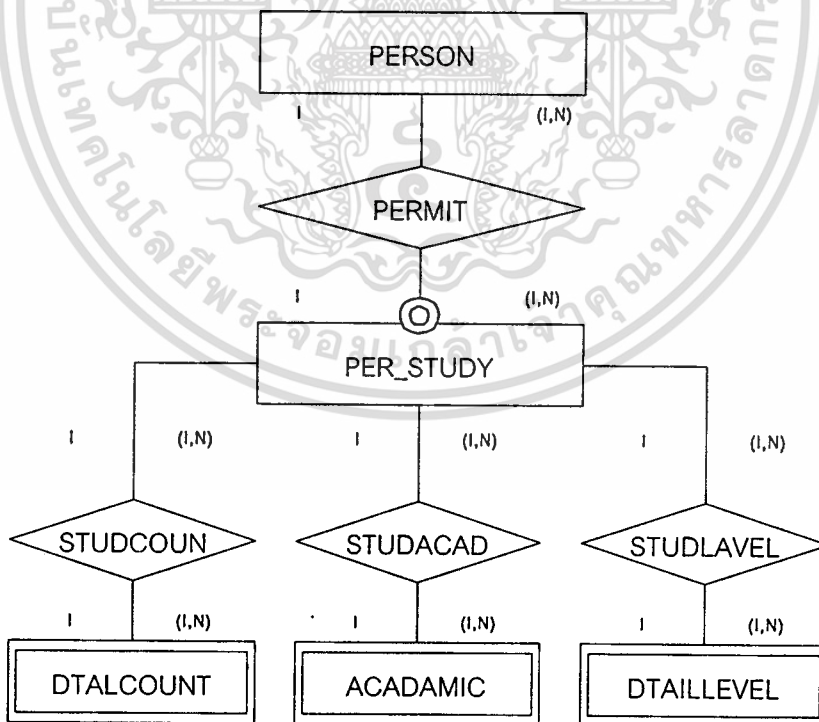 PERSON
I (I,N)
PERMIT
I (I,N)
PER_STUDY
I (I,N) I (I,N) I (I,N)
STUDCOUN STUDACAD STUDLAVEL
I (I,N) I (I,N) I (I,N)
DTALCOUNT ACADAMIC DTAILLEVEL